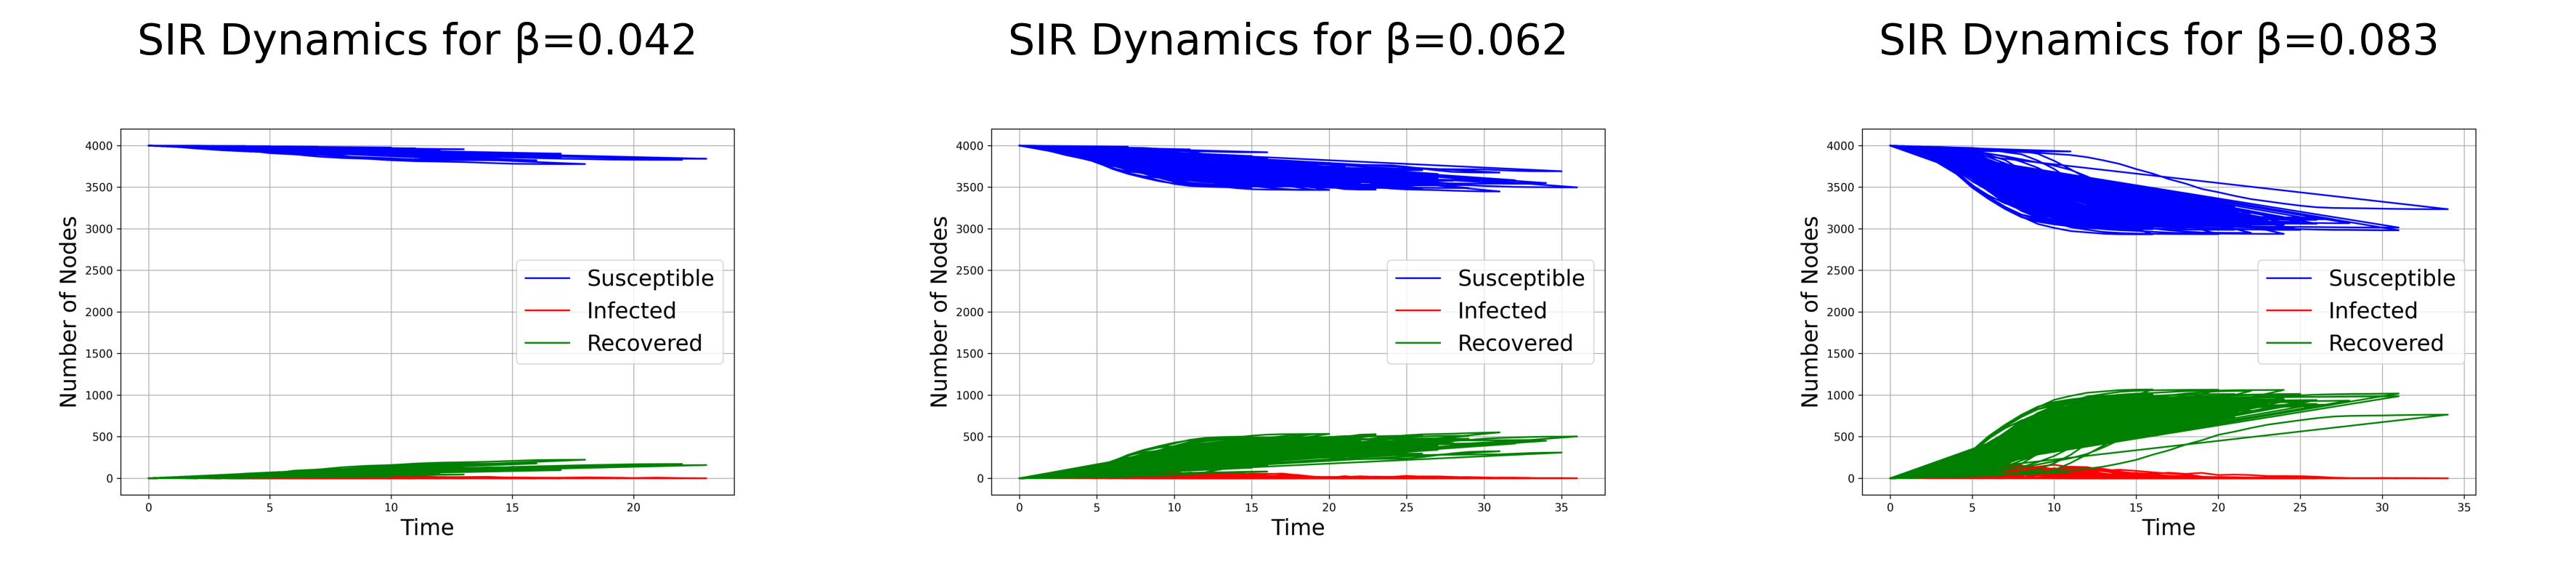 SIR Dynamics for β=0.042
Number of Nodes
4000
3500
3000
2500
2000
1500
1000
500
0
Susceptible
Infected
Recovered
0 5 10 15 20
Time
SIR Dynamics for β=0.062
Number of Nodes
4000
3500
3000
2500
2000
1500
1000
500
0
Susceptible
Infected
Recovered
0 5 10 15 20 25 30 35
Time
SIR Dynamics for β=0.083
Number of Nodes
4000
3500
3000
2500
2000
1500
1000
500
0
Susceptible
Infected
Recovered
0 5 10 15 20 25 30 35
Time